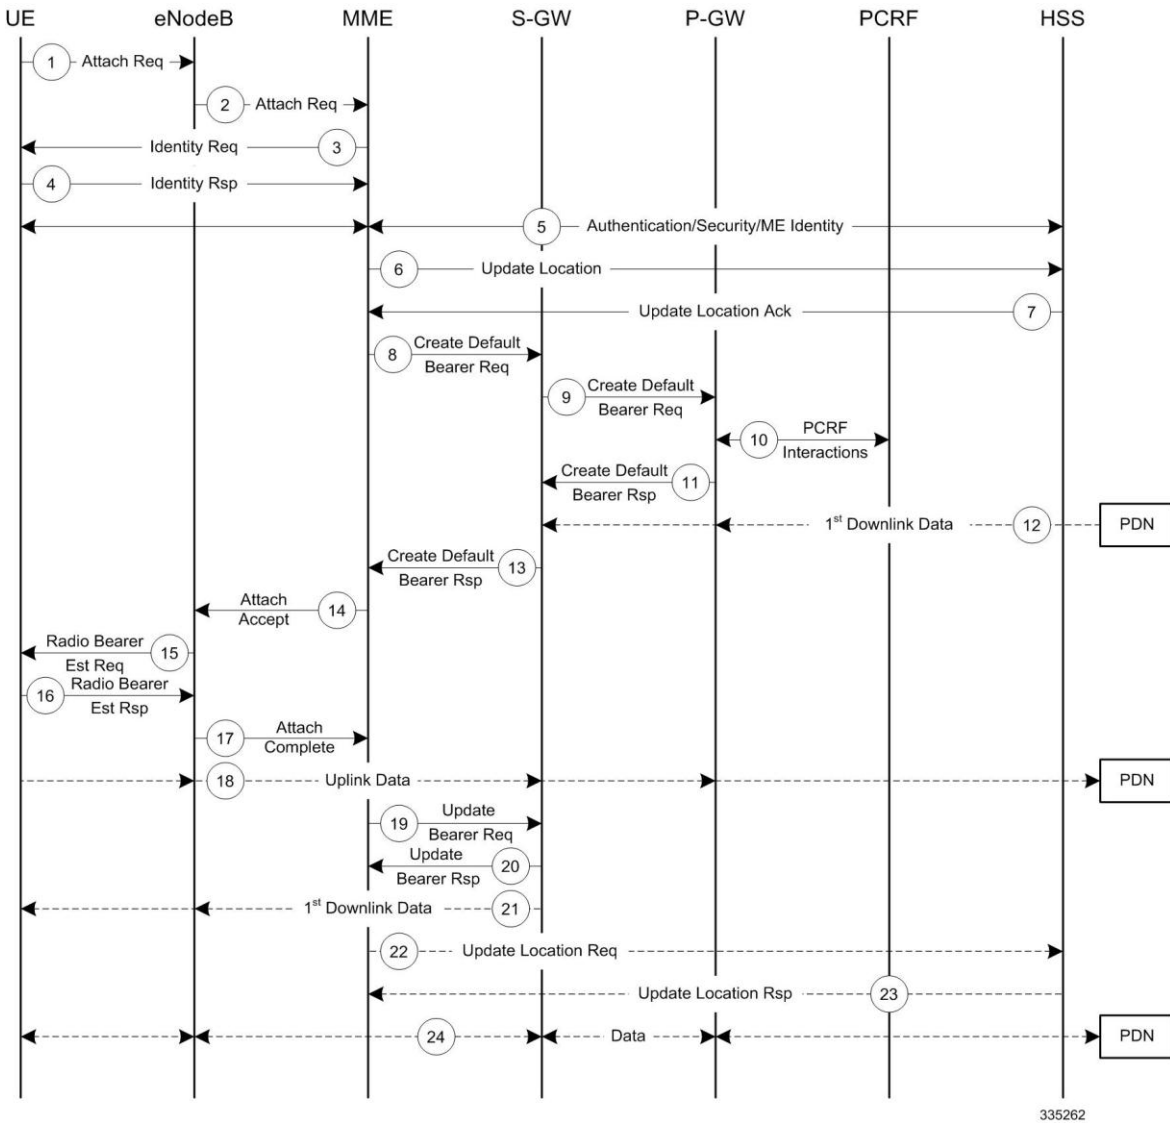 UE eNodeB MME S-GW P-GW PCRF HSS
1 Attach Req
2 Attach Req
Identity Req 3
4 Identity Rsp
5 Authentication/Security/ME Identity
6 Update Location
Update Location Ack 7
8 Create Default
Bearer Req
9 Create Default
Bearer Req
10 PCRF
Interactions
Create Default 11
Bearer Rsp
1st Downlink Data 12 PDN
Create Default 13
Bearer Rsp
Attach 14
Accept
Radio Bearer 15
Est Req
16 Radio Bearer
Est Rsp
17 Attach
Complete
18 Uplink Data PDN
19 Update
Bearer Req
Update 20
Bearer Rsp
1st Downlink Data 21
22 Update Location Req
Update Location Rsp 23
24 Data PDN
335262